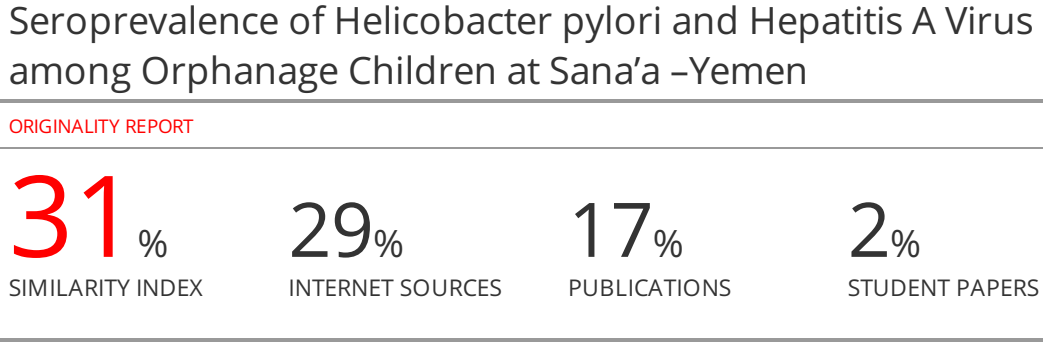 Seroprevalence of Helicobacter pylori and Hepatitis A Virus
among Orphanage Children at Sana’a –Yemen
ORIGINALITY REPORT
31% 29% 17% 2%
SIMILARITY INDEX INTERNET SOURCES PUBLICATIONS STUDENT PAPERS